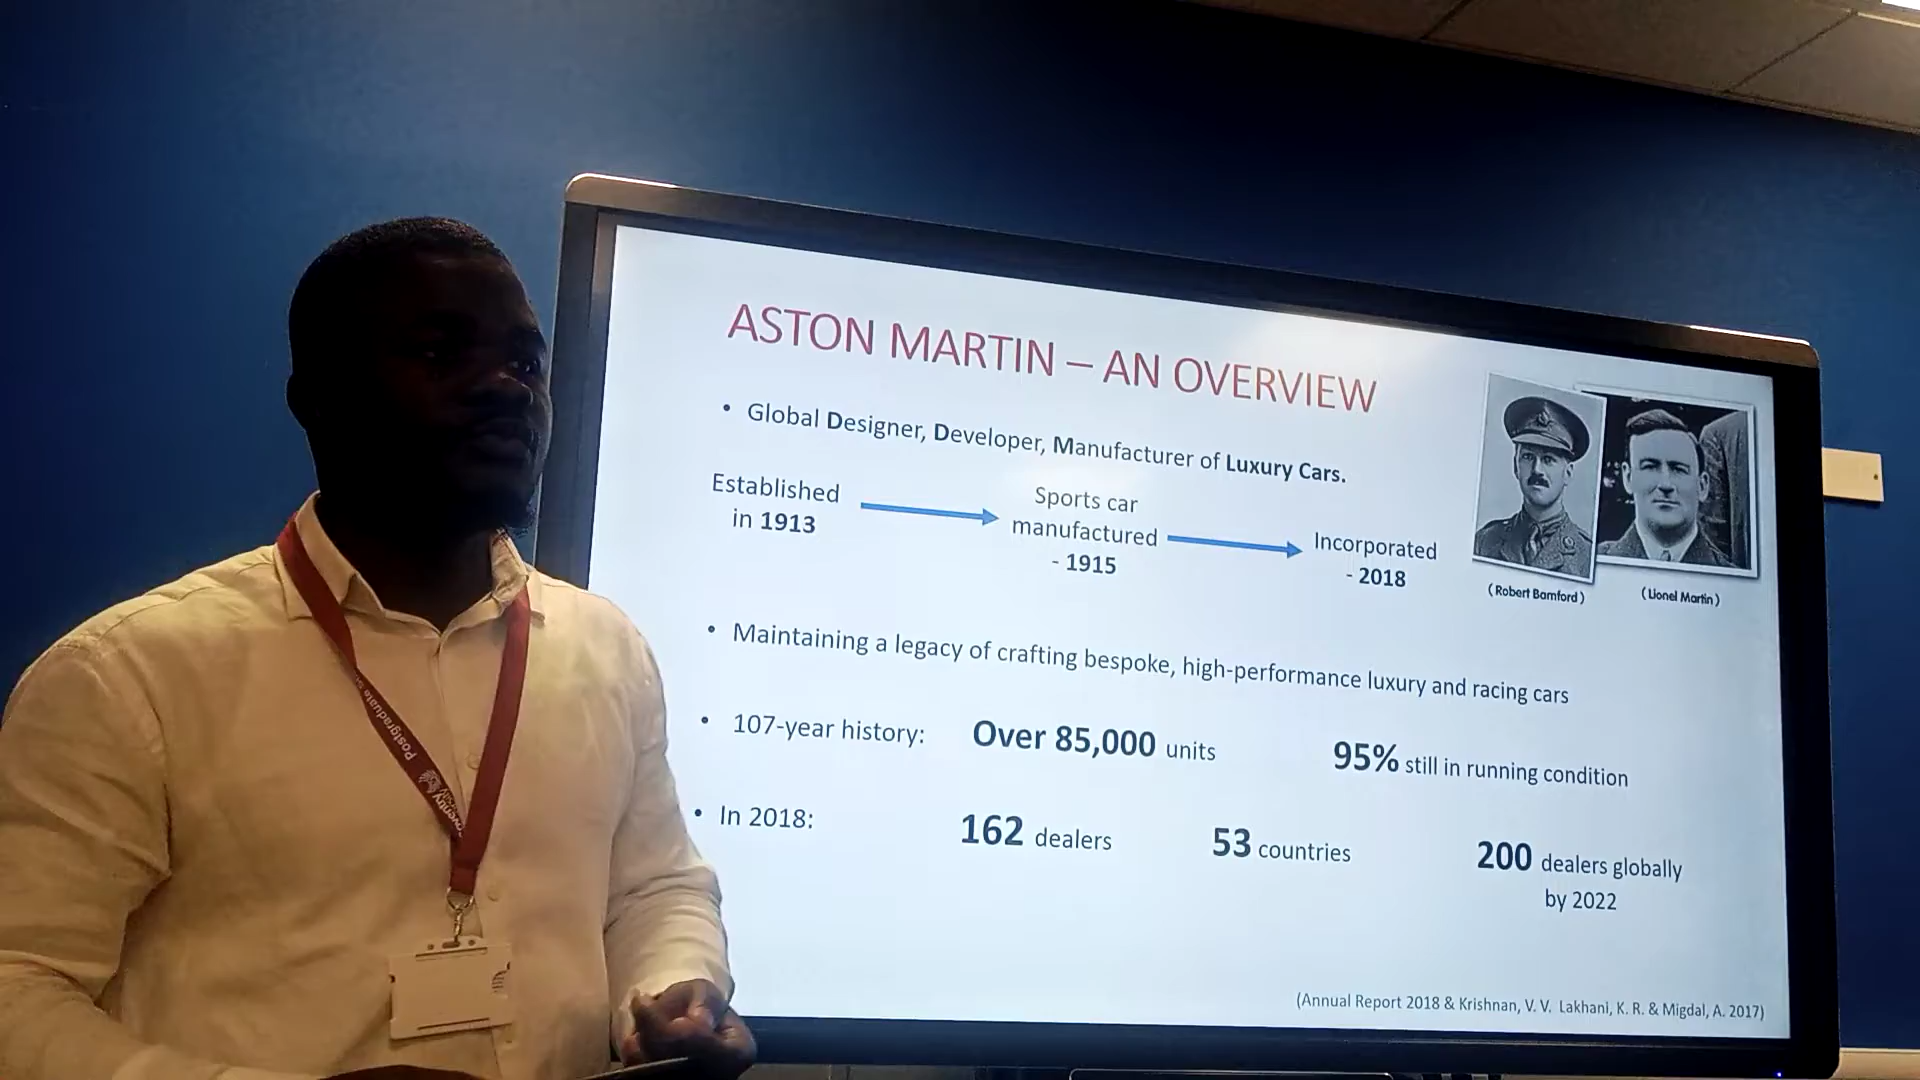 ASTON MARTIN – AN OVERVIEW
• Global Designer, Developer, Manufacturer of Luxury Cars.
Established
in 1913
Sports car
manufactured
- 1915
Incorporated
- 2018
(Robert Bamford)
(Lionel Martin)
• Maintaining a legacy of crafting bespoke, high-performance luxury and racing cars
• 107-year history: Over 85,000 units 95% still in running condition
• In 2018: 162 dealers 53 countries 200 dealers globally
by 2022
(Annual Report 2018 & Krishnan, V. V. Lakhani, K. R. & Migdal, A. 2017)
Postgraduate